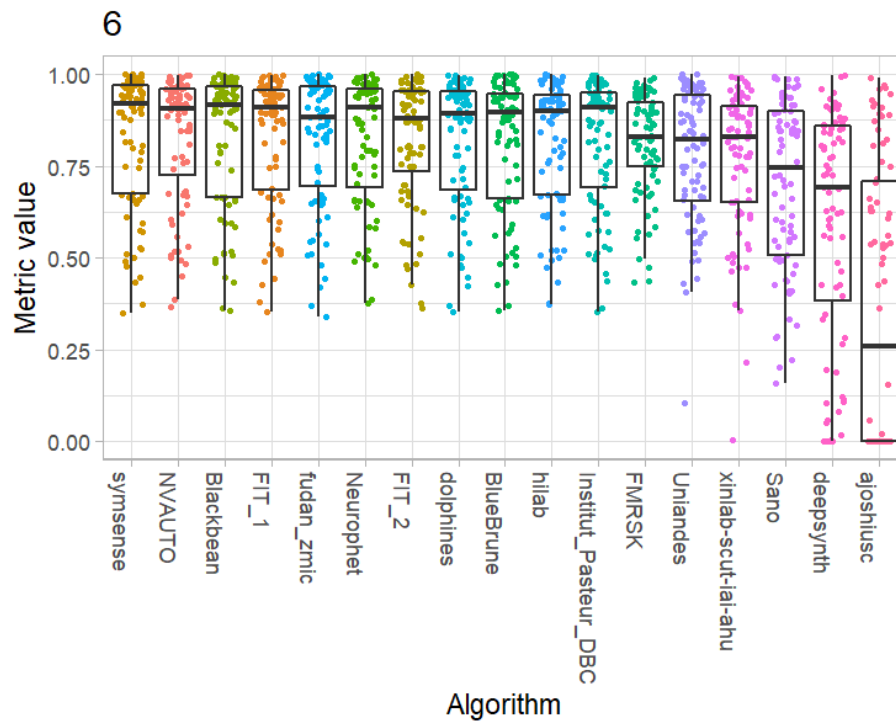 6
Metric value
1.00
0.75
0.50
0.25
0.00
symsense
NVAUTO
Blackbean
FIT_1
fudan_zmic
Neurophet
FIT_2
dolphines
BlueBrune
hilab
Institut_Pasteur_DBC
FMRSK
Uniandes
xinlab-scut-iai-ahu
Sano
deepsynth
ajoshiusc
Algorithm